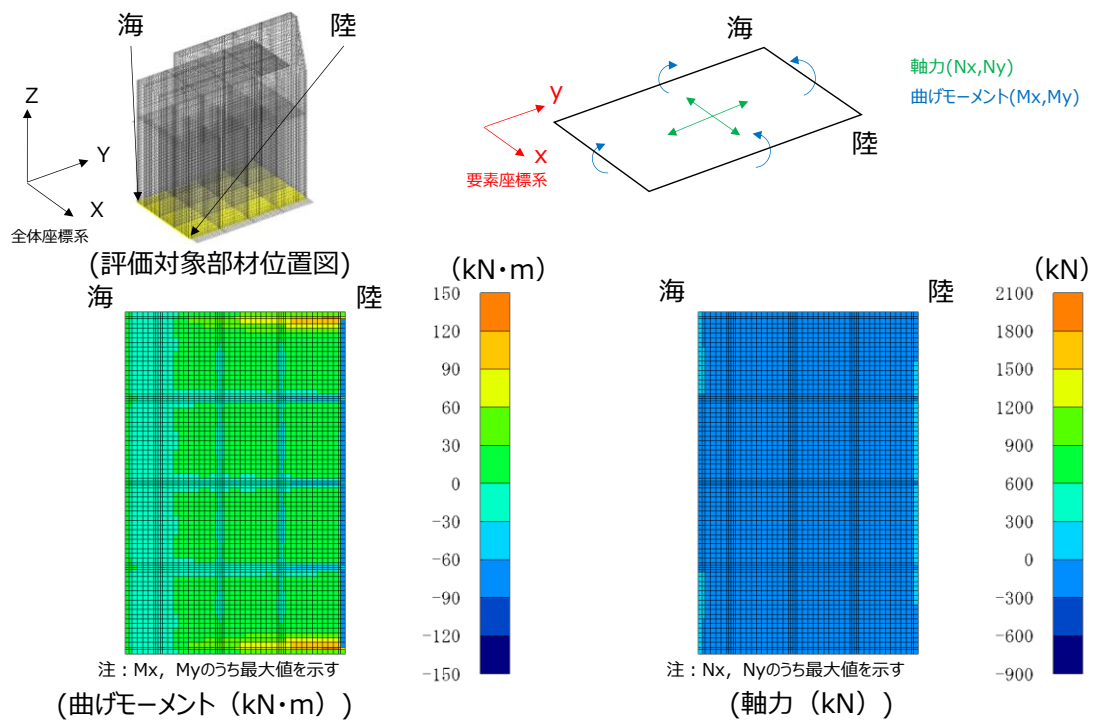 海
陸
Z
Y
X
全体座標系
(評価対象部材位置図)
海
陸
y
x
要素座標系
軸力(Nx,Ny)
曲げモーメント(Mx,My)
(kN・m)
海
陸
150
120
90
60
30
0
-30
-60
-90
-120
-150
注：Mx，Myのうち最大値を示す
(曲げモーメント（kN・m）)
(kN)
海
陸
2100
1800
1500
1200
900
600
300
0
-300
-600
-900
注：Nx，Nyのうち最大値を示す
(軸力（kN）)